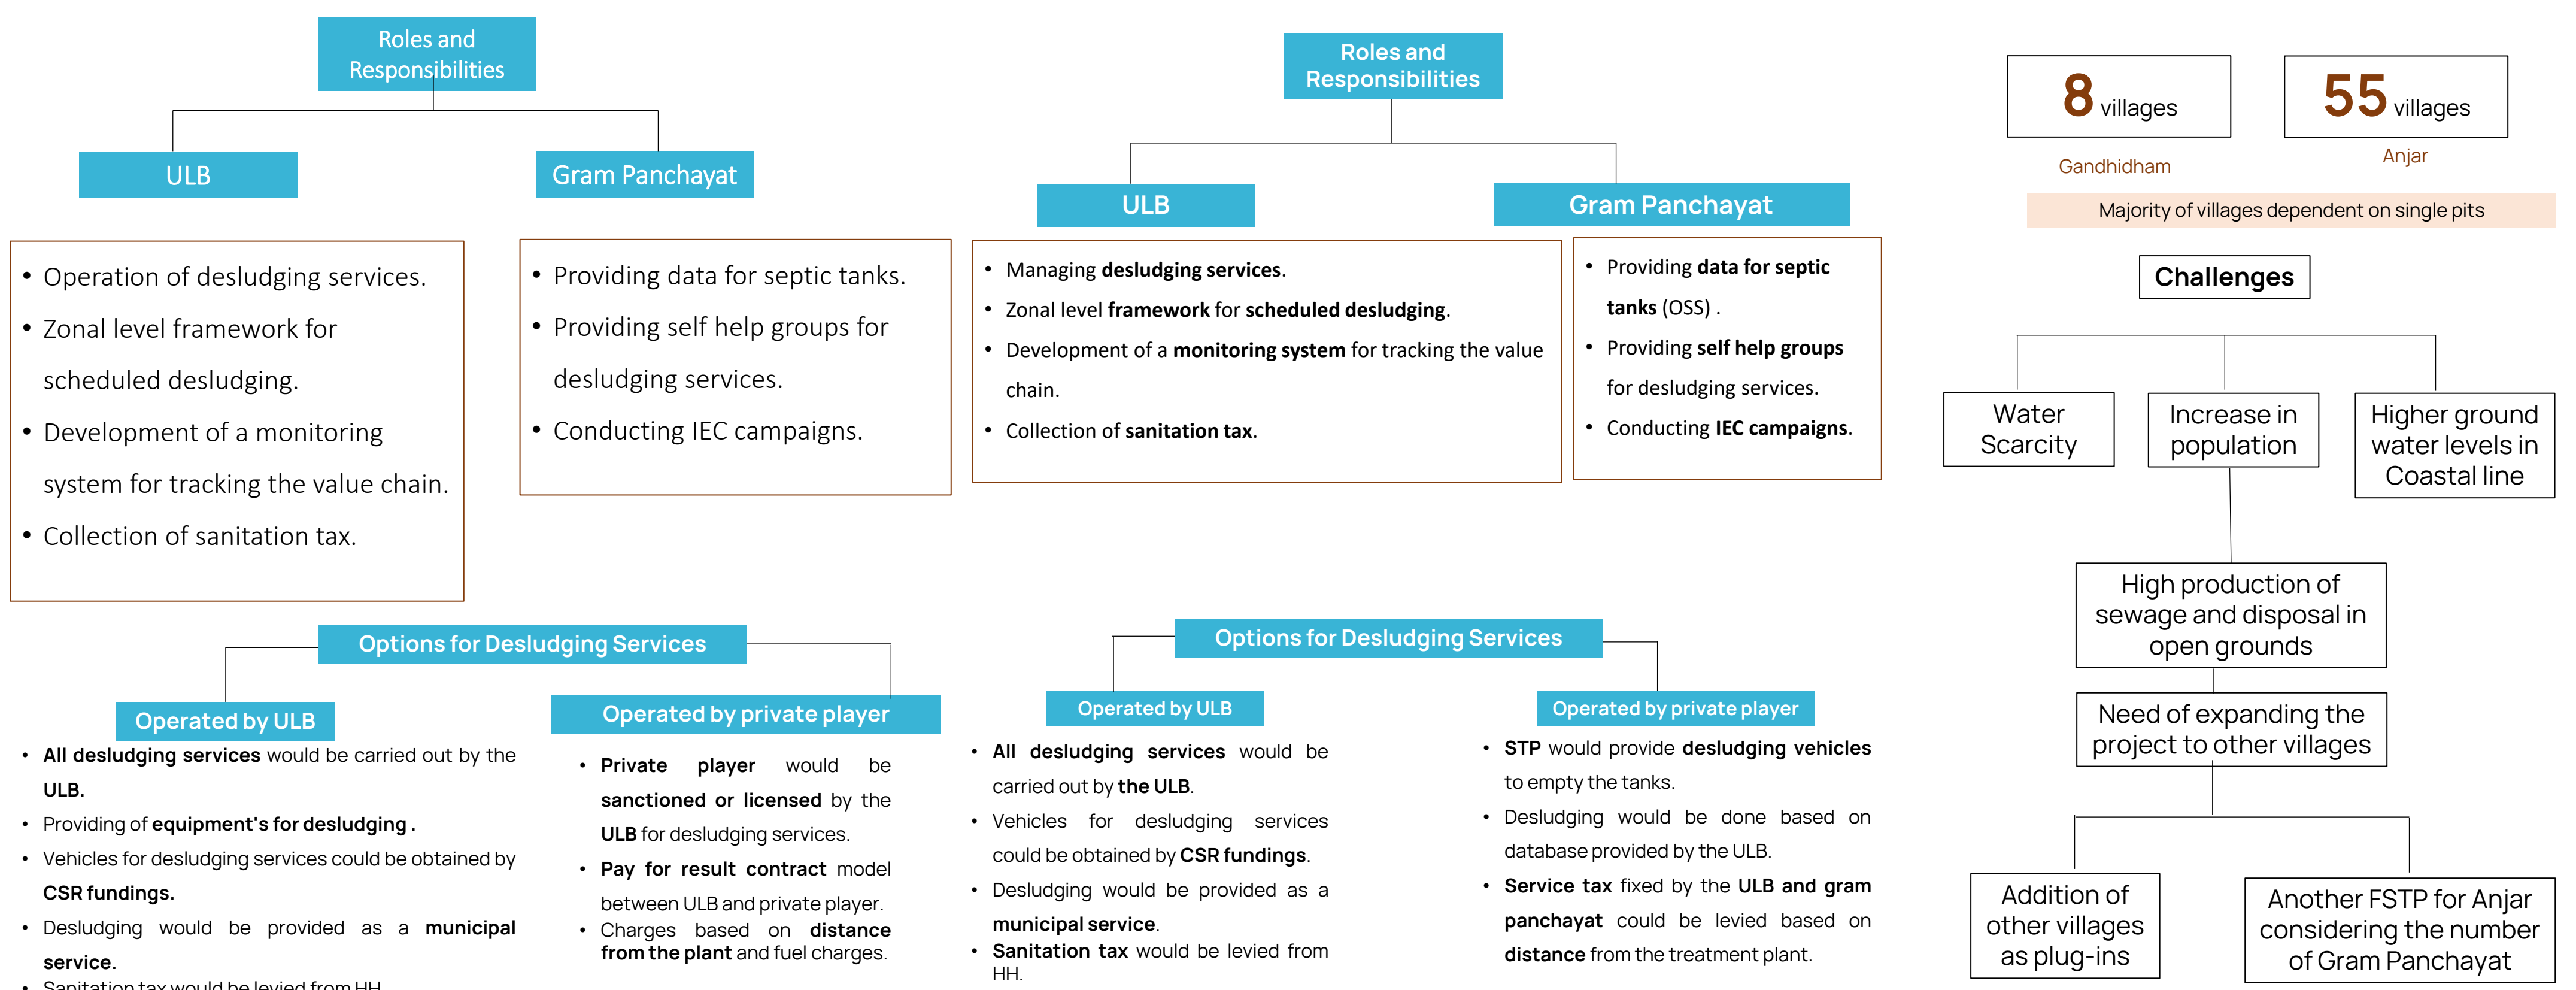 Roles and
Responsibilities
ULB
Gram Panchayat
• Operation of desludging services.
• Zonal level framework for
scheduled desludging.
• Development of a monitoring
system for tracking the value chain.
• Collection of sanitation tax.
• Providing data for septic tanks.
• Providing self help groups for
desludging services.
• Conducting IEC campaigns.
Options for Desludging Services
Operated by ULB
• All desludging services would be carried out by the
ULB.
• Providing of equipment's for desludging .
• Vehicles for desludging services could be obtained by
CSR fundings.
• Desludging would be provided as a municipal
service.
• Sanitation tax would be levied from HH
Operated by private player
• Private player would be
sanctioned or licensed by the
ULB for desludging services.
• Pay for result contract model
between ULB and private player.
• Charges based on distance
from the plant and fuel charges.
Roles and
Responsibilities
ULB
Gram Panchayat
• Managing desludging services.
• Zonal level framework for scheduled desludging.
• Development of a monitoring system for tracking the value
chain.
• Collection of sanitation tax.
• Providing data for septic
tanks (OSS) .
• Providing self help groups
for desludging services.
• Conducting IEC campaigns.
Options for Desludging Services
Operated by ULB
• All desludging services would be
carried out by the ULB.
• Vehicles for desludging services
could be obtained by CSR fundings.
• Desludging would be provided as a
municipal service.
• Sanitation tax would be levied from
HH.
Operated by private player
• STP would provide desludging vehicles
to empty the tanks.
• Desludging would be done based on
database provided by the ULB.
• Service tax fixed by the ULB and gram
panchayat could be levied based on
distance from the treatment plant.
8 villages
Gandhidham
55 villages
Anjar
Majority of villages dependent on single pits
Challenges
Water
Scarcity
Increase in
population
Higher ground
water levels in
Coastal line
High production of
sewage and disposal in
open grounds
Need of expanding the
project to other villages
Addition of
other villages
as plug-ins
Another FSTP for Anjar
considering the number
of Gram Panchayat